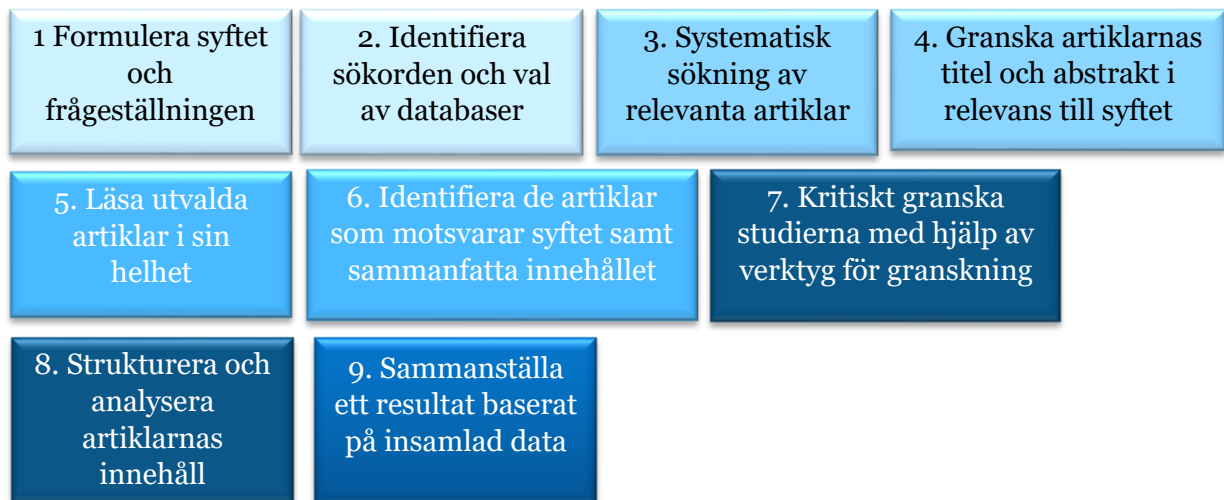 1 Formulera syftet
och
frågeställningen
2. Identifiera
sökorden och val
av databaser
3. Systematisk
sökning av
relevanta artiklar
4. Granska artiklarnas
titel och abstrakt i
relevans till syftet
5. Läsa utvalda
artiklar i sin
helhet
6. Identifiera de artiklar
som motsvarar syftet samt
sammanfatta innehållet
7. Kritiskt granska
studierna med hjälp av
verktyg för granskning
8. Strukturera och
analysera
artiklarnas
innehåll
9. Sammanställa
ett resultat baserat
på insamlad data